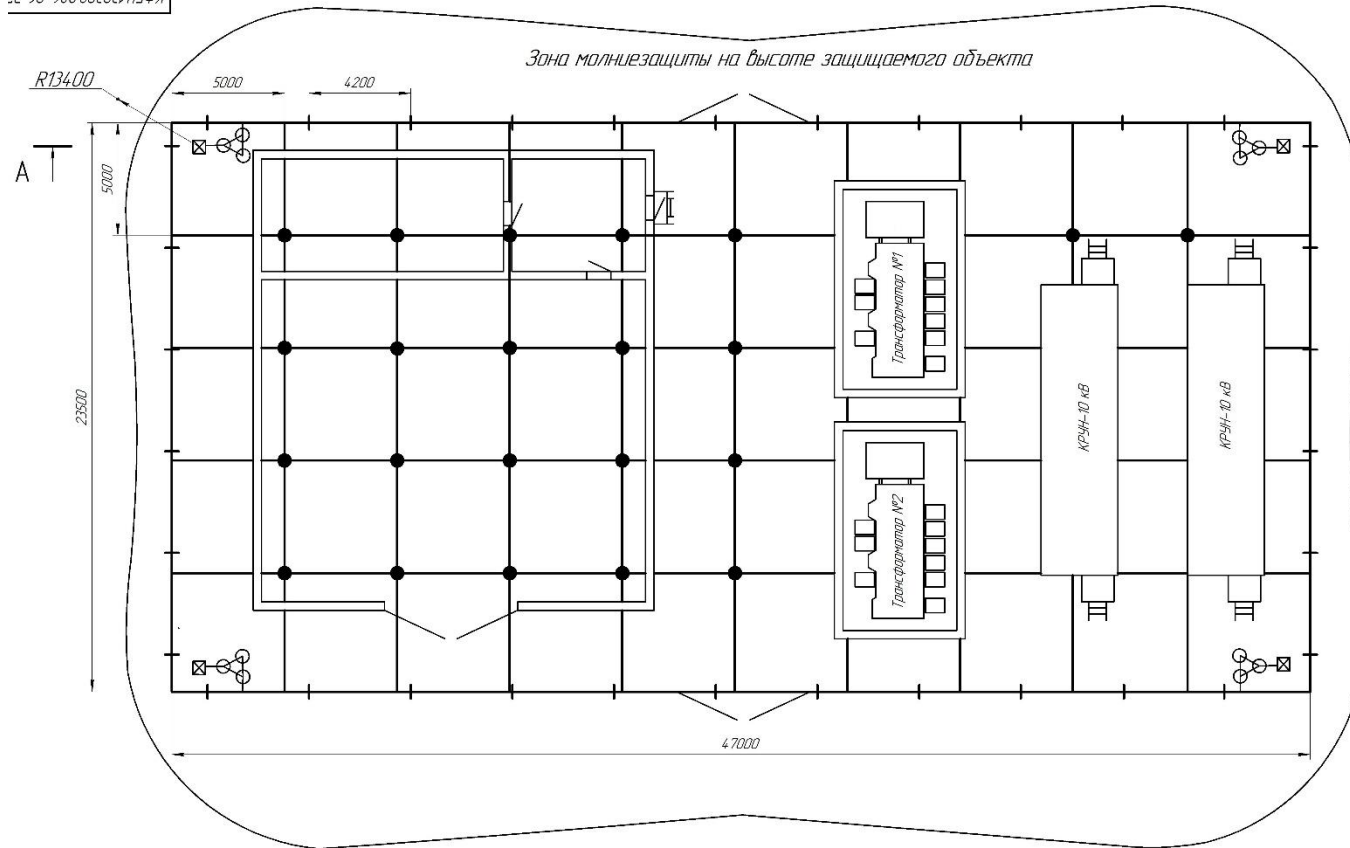 Зона молниезащиты на высоте защищаемого объекта
R13400
5000
4200
А
5000
23500
Трансформатор №1
Трансформатор №2
КРУН-10 кВ
КРУН-10 кВ
47000